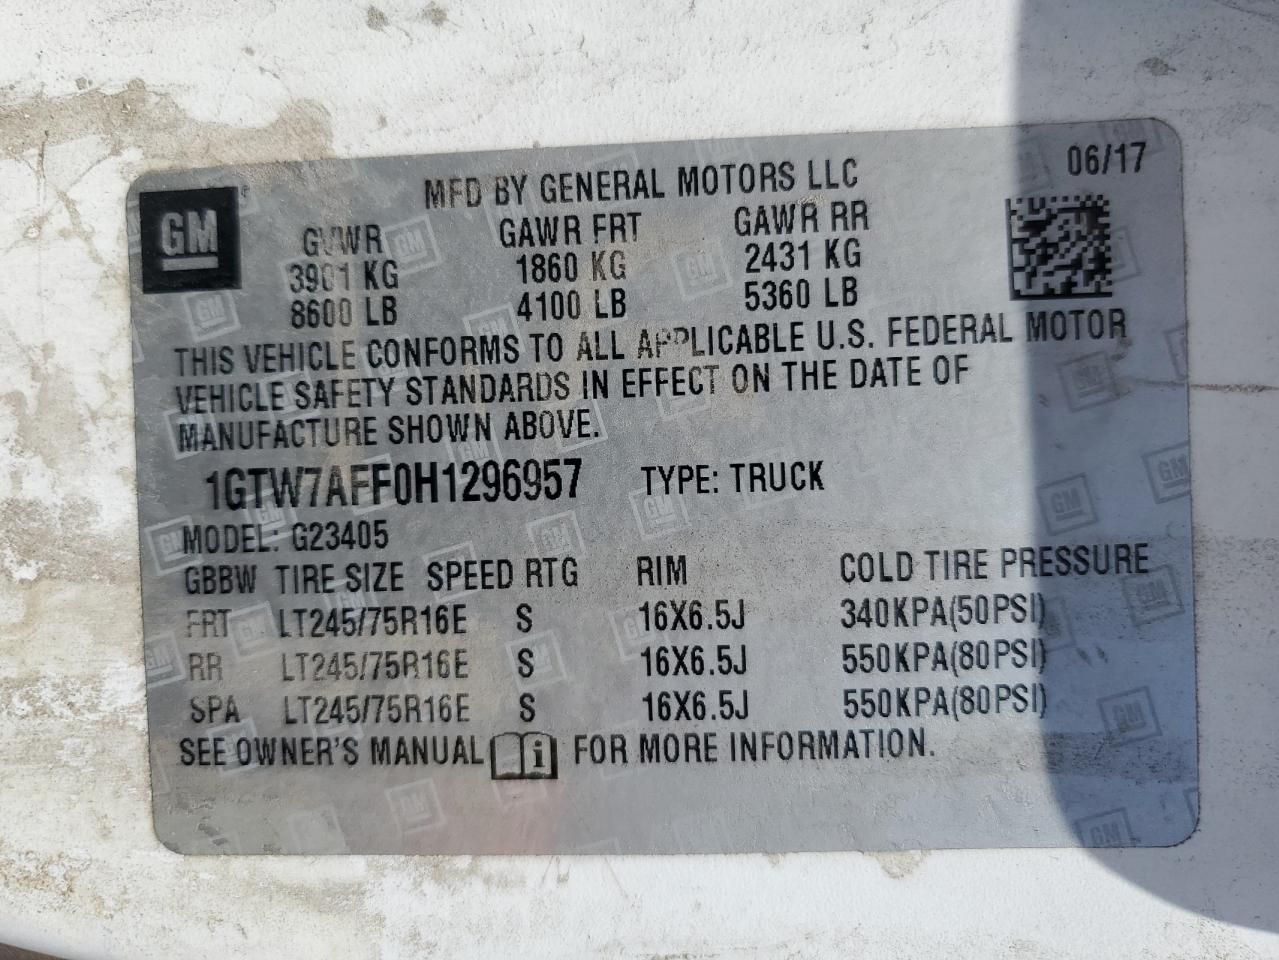 06/17
GM
MFD BY GENERAL MOTORS LLC
GVWR GAWR FRT GAWR RR
3901 KG 1860 KG 2431 KG
8600 LB 4100 LB 5360 LB
THIS VEHICLE CONFORMS TO ALL APPLICABLE U.S. FEDERAL MOTOR
VEHICLE SAFETY STANDARDS IN EFFECT ON THE DATE OF
MANUFACTURE SHOWN ABOVE.
1GTW7AFF0H1296957 TYPE: TRUCK
MODEL: G23405
GBBW TIRE SIZE SPEED RTG RIM COLD TIRE PRESSURE
FRT LT245/75R16E S 16X6.5J 340KPA(50PSI)
RR LT245/75R16E S 16X6.5J 550KPA(80PSI)
SPA LT245/75R16E S 16X6.5J 550KPA(80PSI)
SEE OWNER'S MANUAL i FOR MORE INFORMATION.